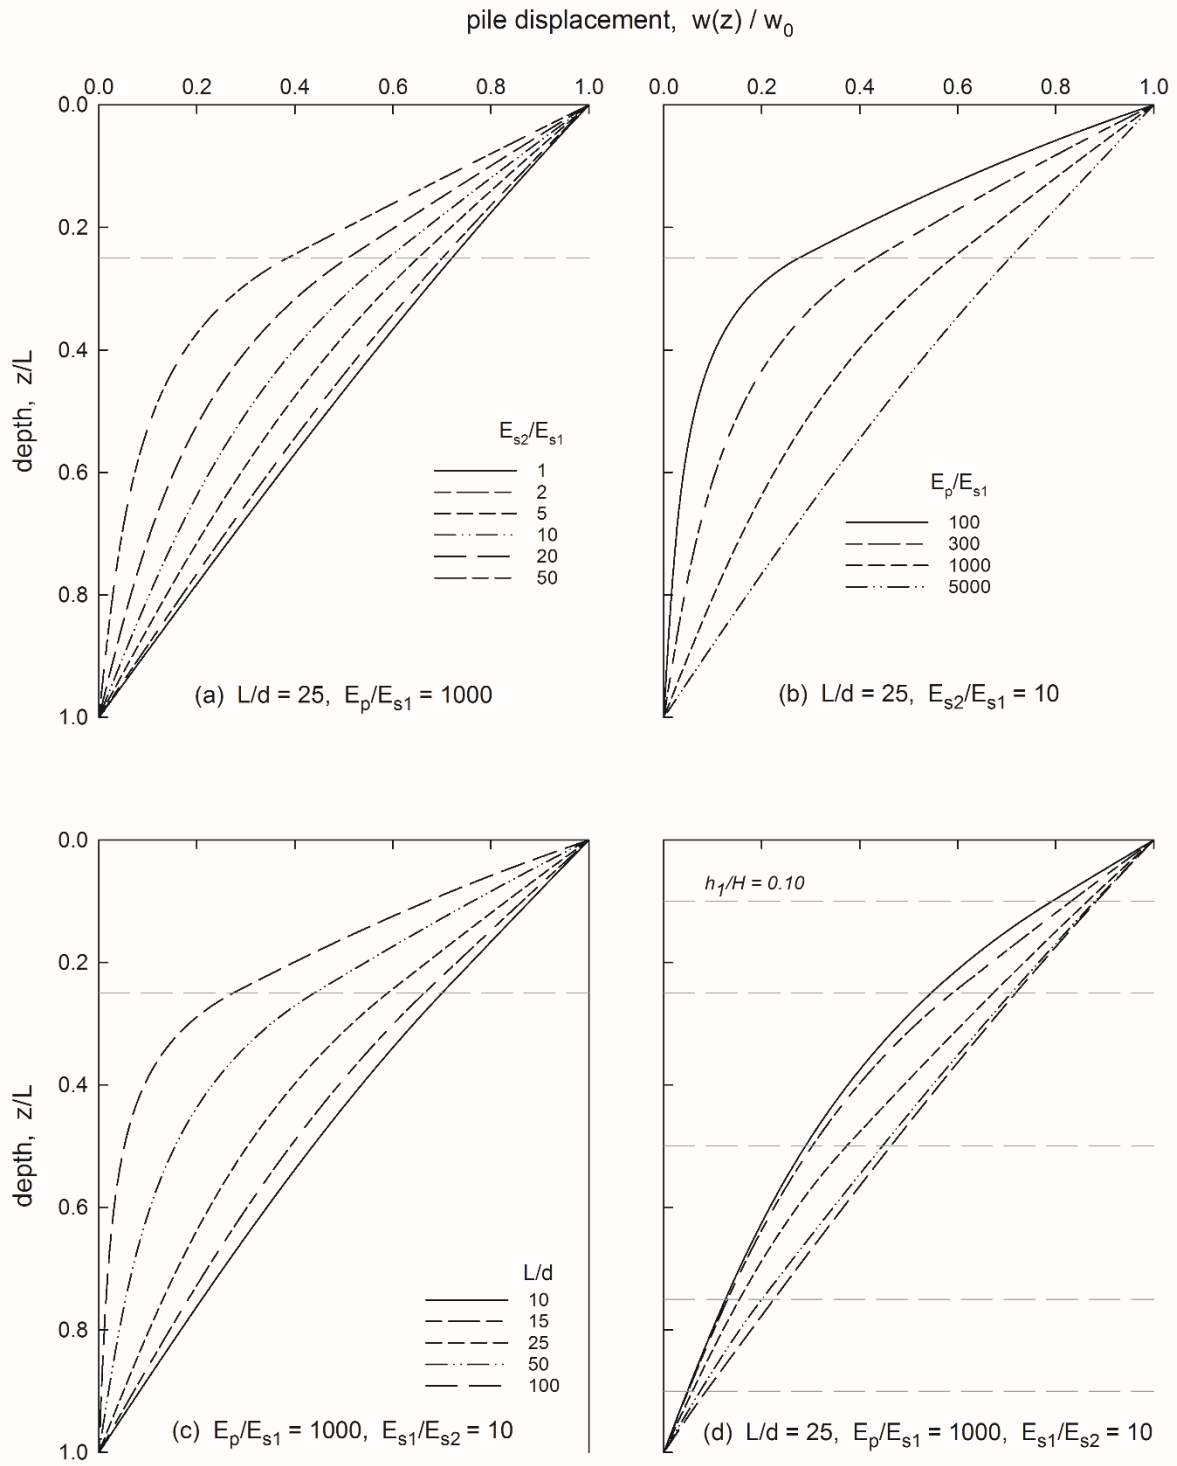 pile displacement, w(z) / w0
0.0 0.2 0.4 0.6 0.8 1.0
0.0 0.2 0.4 0.6 0.8 1.0
0.0
0.2
0.4
0.6
0.8
1.0
depth, z/L
Es2/Es1
1
2
5
10
20
50
(a) L/d = 25, Ep/Es1 = 1000
Ep/Es1
100
300
1000
5000
(b) L/d = 25, Es2/Es1 = 10
0.0
0.2
0.4
0.6
0.8
1.0
depth, z/L
L/d
10
15
25
50
100
(c) Ep/Es1 = 1000, Es1/Es2 = 10
h1/H = 0.10
(d) L/d = 25, Ep/Es1 = 1000, Es1/Es2 = 10